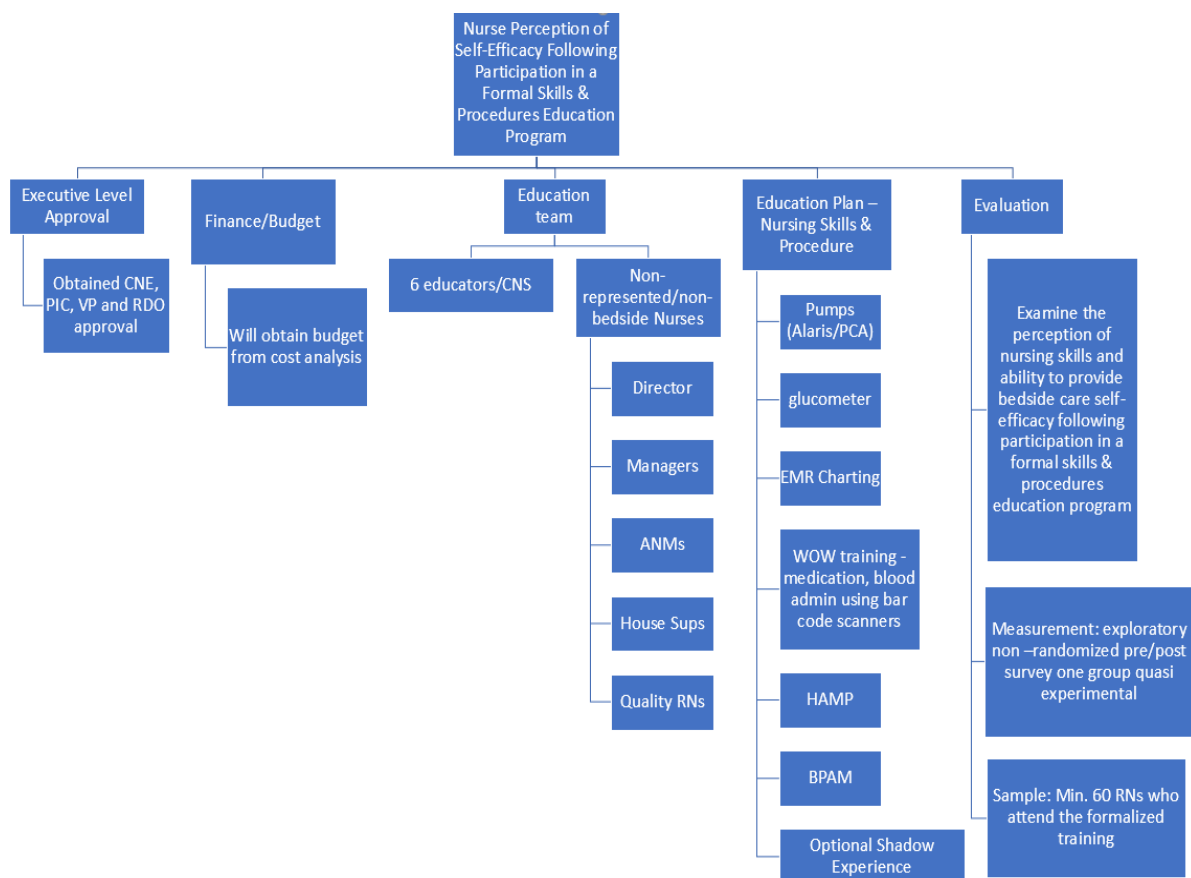 Nurse Perception of
Self-Efficacy Following
Participation in a
Formal Skills &
Procedures Education
Program
Executive Level
Approval
Obtained CNE,
PIC, VP and RDO
approval
Finance/Budget
Will obtain budget
from cost analysis
Education
team
6 educators/CNS
Non-
represented/non-
bedside Nurses
Director
Managers
ANMs
House Sups
Quality RNs
Education Plan –
Nursing Skills &
Procedure
Pumps
(Alaris/PCA)
glucometer
EMR Charting
WOW training -
medication, blood
admin using bar
code scanners
HAMP
BPAM
Optional Shadow
Experience
Evaluation
Examine the
perception of
nursing skills and
ability to provide
bedside care self-
efficacy following
participation in a
formal skills &
procedures
education program
Measurement: exploratory
non –randomized pre/post
survey one group quasi
experimental
Sample: Min. 60 RNs who
attend the formalized
training